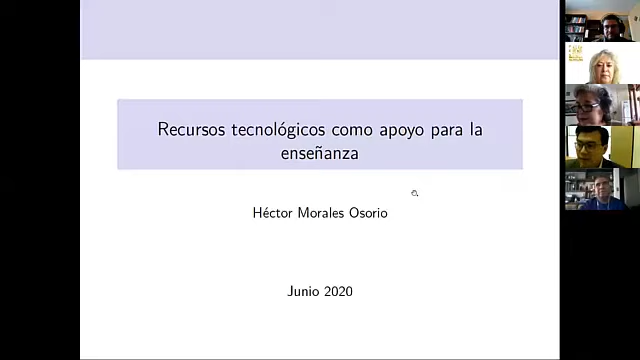 Recursos tecnológicos como apoyo para la
enseñanza
Héctor Morales Osorio
Junio 2020